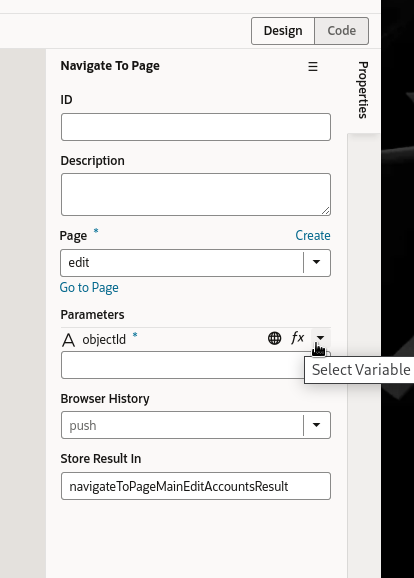 Design Code
Navigate To Page
Properties
ID
Description
Page * Create
edit
Go to Page
Parameters
A objectId * fx
Select Variable
Browser History
push
Store Result In
navigateToPageMainEditAccountsResult